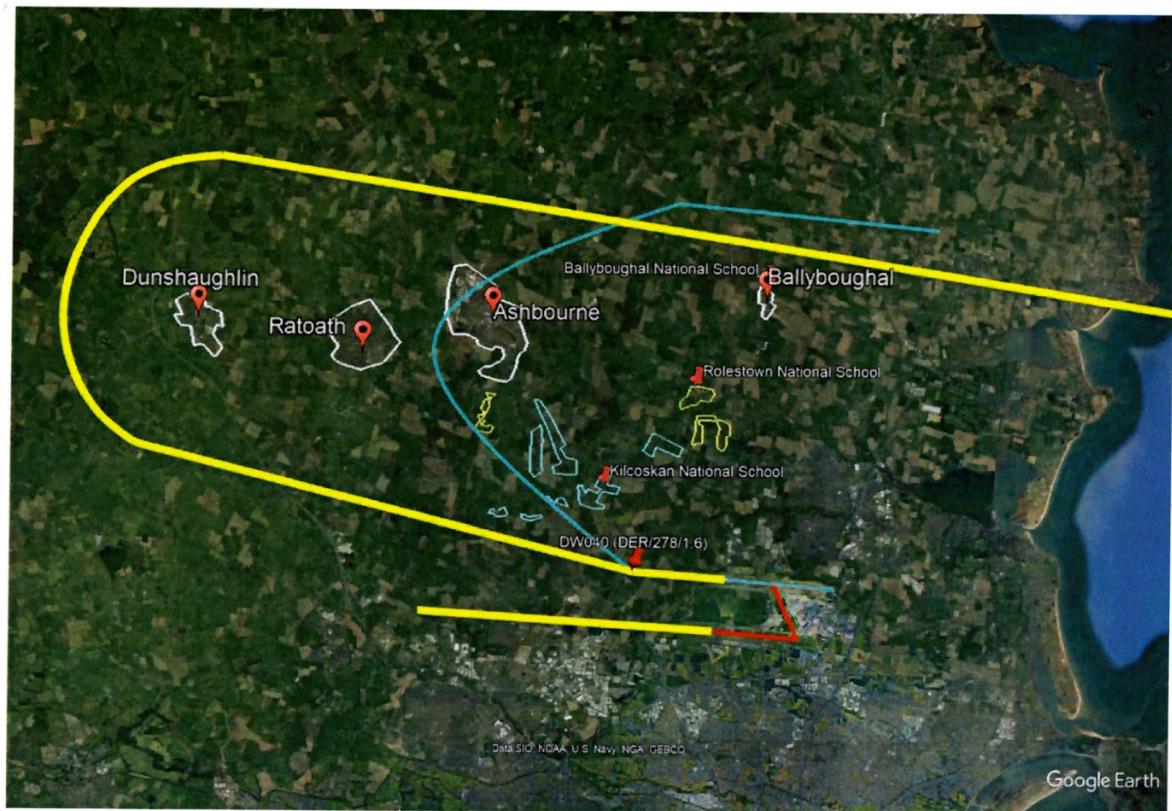 Dunshaughlin
Ratoath
Ashbourne
Ballyboughal National School
Ballyboughal
Rolestown National School
Kilcoskan National School
DW040 (DER/278/1.6)
Data SIO, NOAA, U.S. Navy, NGA, GEBCO
Google Earth